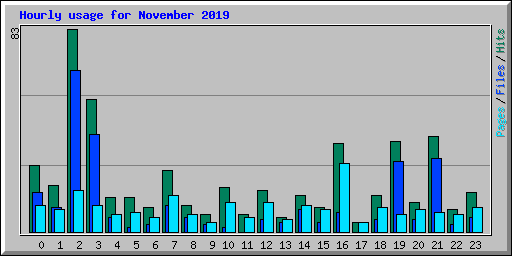 Hourly usage for November 2019
83
Pages/Files/Hits
0 1 2 3 4 5 6 7 8 9 10 11 12 13 14 15 16 17 18 19 20 21 22 23